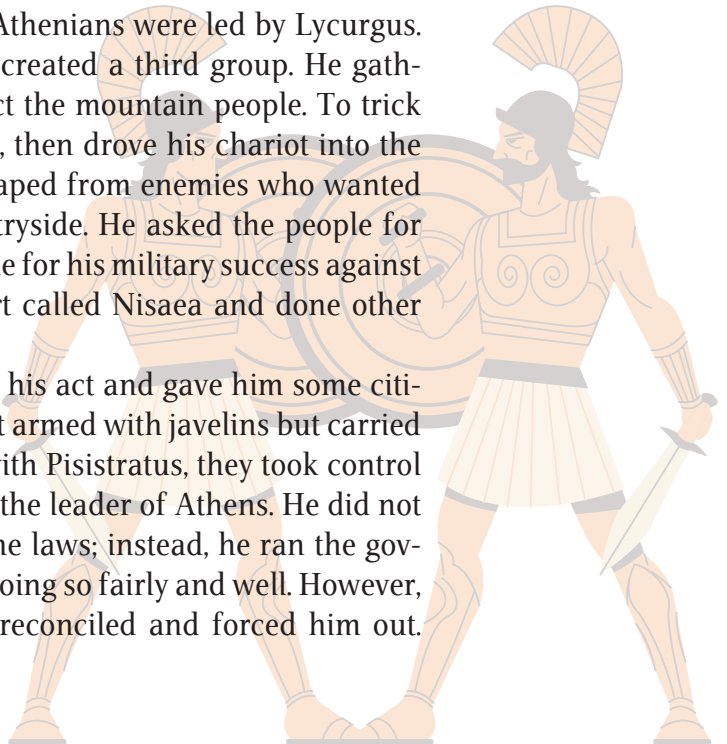 Athenians were led by Lycurgus.
created a third group. He gath-
ct the mountain people. To trick
, then drove his chariot into the
aped from enemies who wanted
tryside. He asked the people for
e for his military success against
rt called Nisaea and done other
his act and gave him some citi-
t armed with javelins but carried
with Pisistratus, they took control
the leader of Athens. He did not
ne laws; instead, he ran the gov-
oing so fairly and well. However,
reconciled and forced him out.